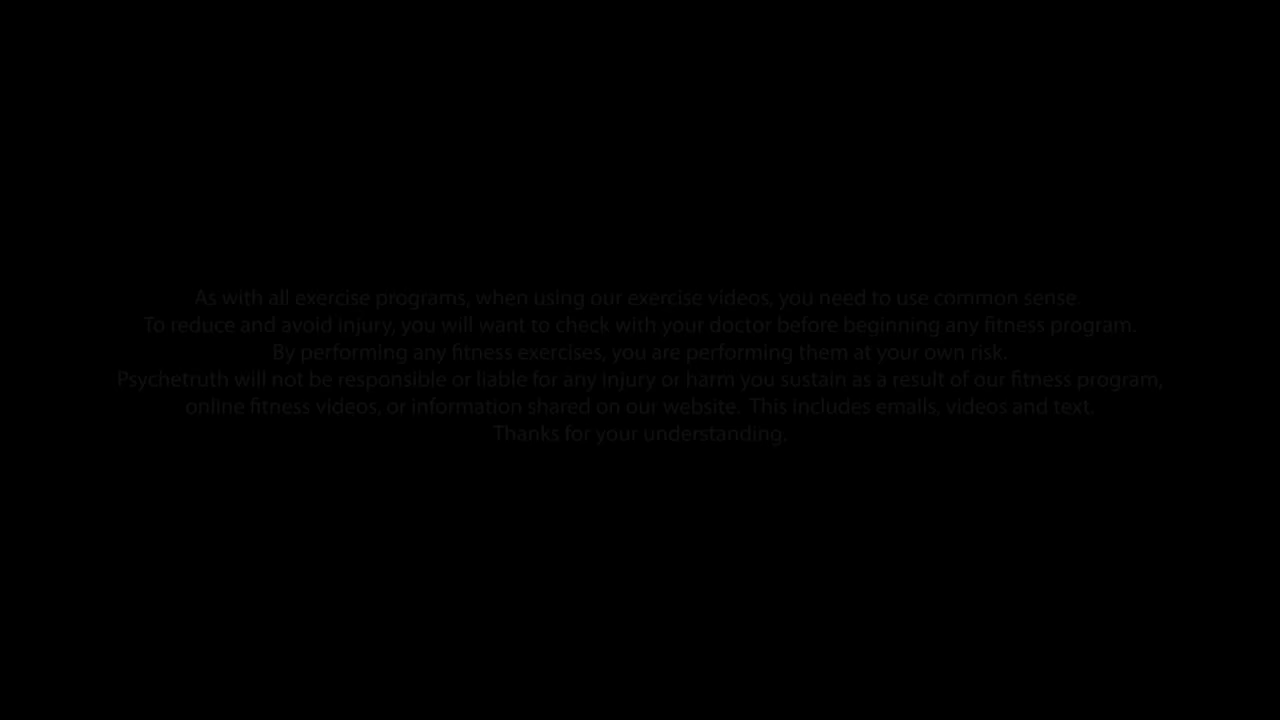 As with all exercise programs, when using our exercise videos, you need to use common sense.
To reduce and avoid injury, you will want to check with your doctor before beginning any fitness program.
By performing any fitness exercises, you are performing them at your own risk.
Psychetruth will not be responsible or liable for any injury or harm you sustain as a result of our fitness program,
online fitness videos, or information shared on our website. This includes emails, videos and text.
Thanks for your understanding.